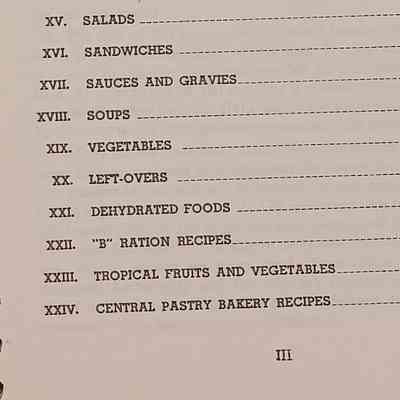 XV. SALADS
XVI. SANDWICHES
XVII. SAUCES AND GRAVIES
XVIII. SOUPS
XIX. VEGETABLES
XX. LEFT-OVERS
XXI. DEHYDRATED FOODS
XXII. "B" RATION RECIPES
XXIII. TROPICAL FRUITS AND VEGETABLES
XXIV. CENTRAL PASTRY BAKERY RECIPES
III